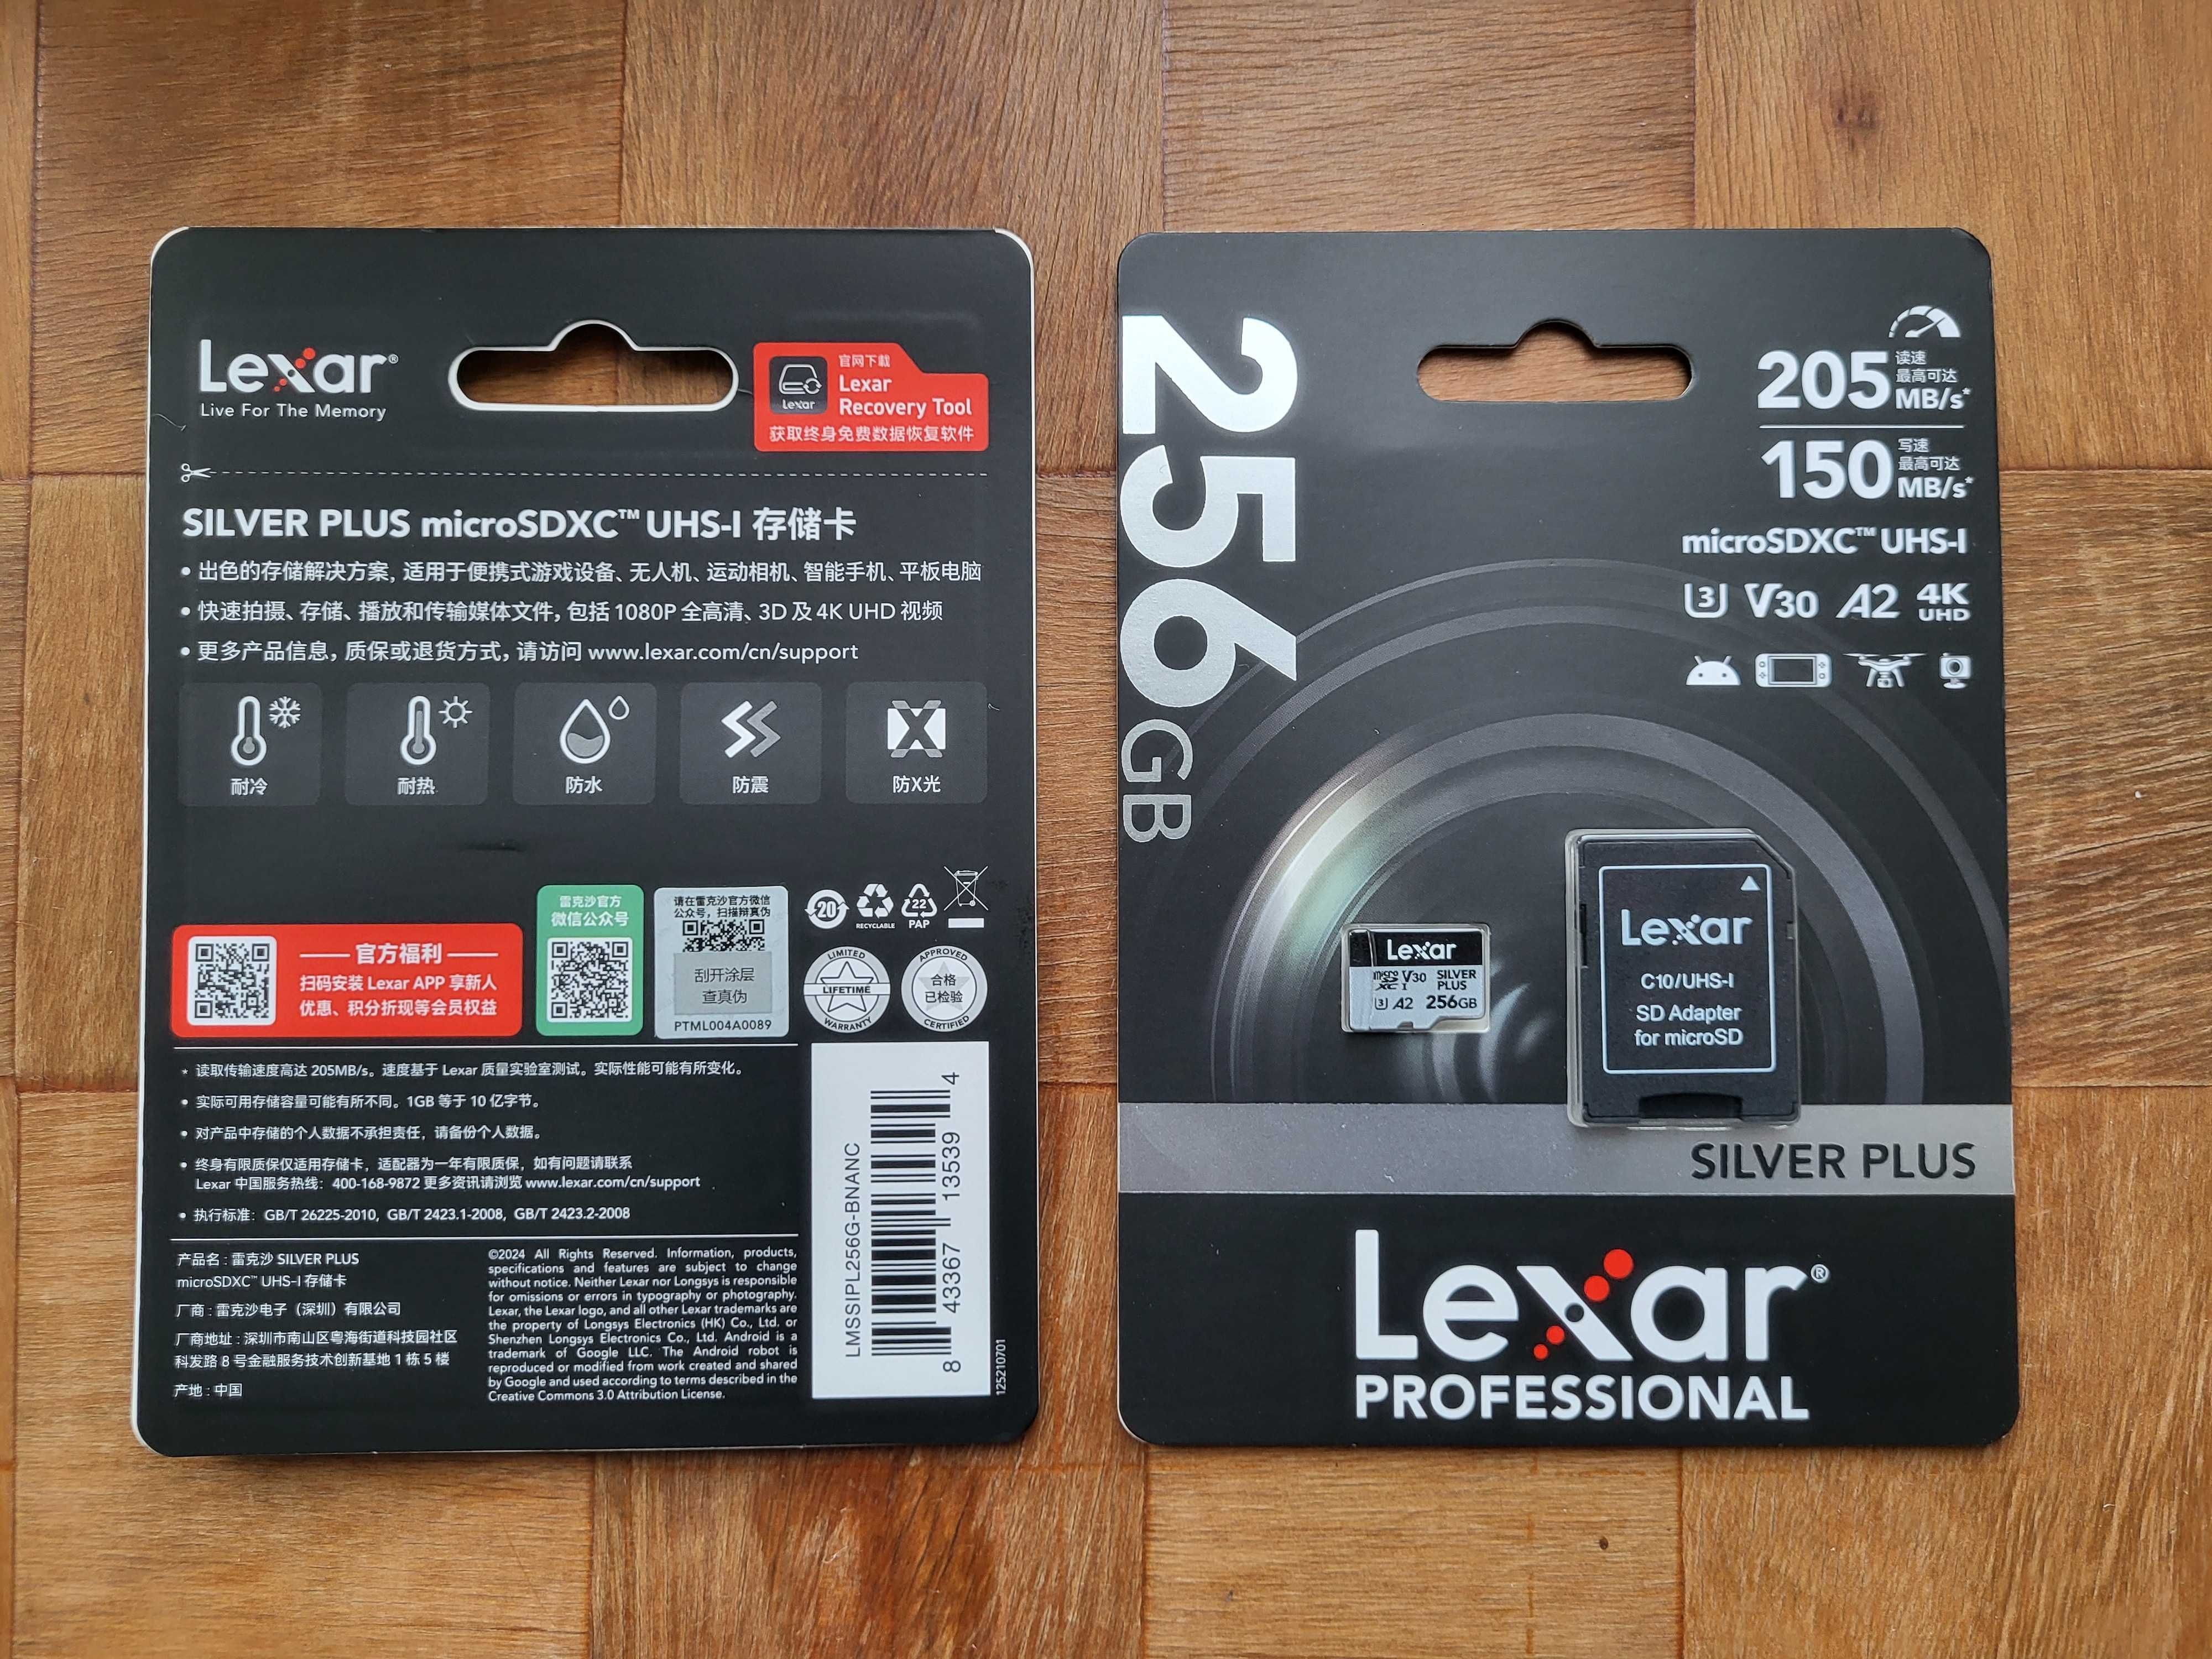 Lexar®
Live For The Memory
官网下载
Lexar
Recovery Tool
Lexar
获取终身免费数据恢复软件
SILVER PLUS microSDXC™ UHS-I 存储卡
• 出色的存储解决方案, 适用于便携式游戏设备、无人机、运动相机、智能手机、平板电脑
• 快速拍摄、存储、播放和传输媒体文件, 包括 1080P 全高清、3D 及 4K UHD 视频
• 更多产品信息, 质保或退货方式, 请访问 www.lexar.com/cn/support
耐冷
耐热
防水
防震
防X光
官方福利
扫码安装 Lexar APP 享新人
优惠、积分折现等会员权益
雷克沙官方
微信公众号
请在雷克沙官方微信
公众号，扫描辩真伪
刮开涂层
查真伪
PTML004A0089
20
RECYCLABLE
22
PAP
LIMITED
LIFETIME
WARRANTY
APPROVED
合格
已检验
CERTIFIED
* 读取传输速度高达 205MB/s。速度基于 Lexar 质量实验室测试。实际性能可能有所变化。
• 实际可用存储容量可能有所不同。1GB 等于 10 亿字节。
• 对产品中存储的个人数据不承担责任，请备份个人数据。
• 终身有限质保仅适用存储卡，适配器为一年有限质保，如有问题请联系
Lexar 中国服务热线：400-168-9872 更多资讯请浏览 www.lexar.com/cn/support
• 执行标准：GB/T 26225-2010, GB/T 2423.1-2008, GB/T 2423.2-2008
产品名 : 雷克沙 SILVER PLUS
microSDXC™ UHS-I 存储卡
厂商 : 雷克沙电子（深圳）有限公司
厂商地址 : 深圳市南山区粤海街道科技园社区
科发路 8 号金融服务技术创新基地 1 栋 5 楼
产地 : 中国
©2024 All Rights Reserved. Information, products,
specifications and features are subject to change
without notice. Neither Lexar nor Longsys is responsible
for omissions or errors in typography or photography.
Lexar, the Lexar logo, and all other Lexar trademarks are
the property of Longsys Electronics (HK) Co., Ltd. or
Shenzhen Longsys Electronics Co., Ltd. Android is a
trademark of Google LLC. The Android robot is
reproduced or modified from work created and shared
by Google and used according to terms described in the
Creative Commons 3.0 Attribution License.
LMSSIPL256G-BNANC
8 43367 13539 4
125210701
256GB
205 读速 最高可达 MB/s*
150 写速 最高可达 MB/s*
microSDXC™ UHS-I
U3 V30 A2 4K UHD
Lexar
micro SD XC I V30 SILVER PLUS
U3 A2 256GB
Lexar
C10/UHS-I
SD Adapter
for microSD
SILVER PLUS
Lexar®
PROFESSIONAL